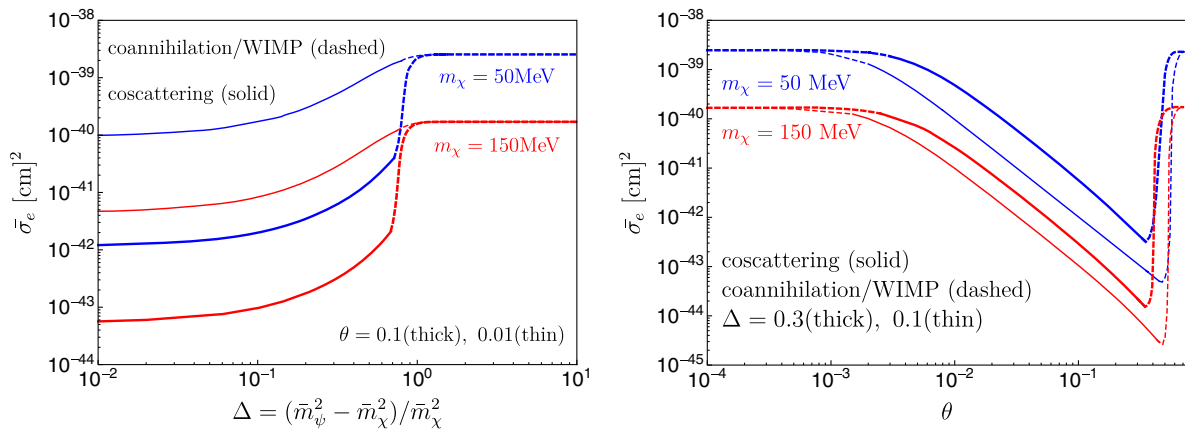 10^−38
10^−39
10^−40
10^−41
10^−42
10^−43
10^−44
σ̄_e [cm]^2
coannihilation/WIMP (dashed)
coscattering (solid)
m_χ = 50MeV
m_χ = 150MeV
θ = 0.1(thick), 0.01(thin)
10^−2 10^−1 10^0 10^1
Δ = (m̄_ψ^2 − m̄_χ^2)/m̄_χ^2
10^−38
10^−39
10^−40
10^−41
10^−42
10^−43
10^−44
10^−45
σ̄_e [cm]^2
m_χ = 50 MeV
m_χ = 150 MeV
coscattering (solid)
coannihilation/WIMP (dashed)
Δ = 0.3(thick), 0.1(thin)
10^−4 10^−3 10^−2 10^−1
θ